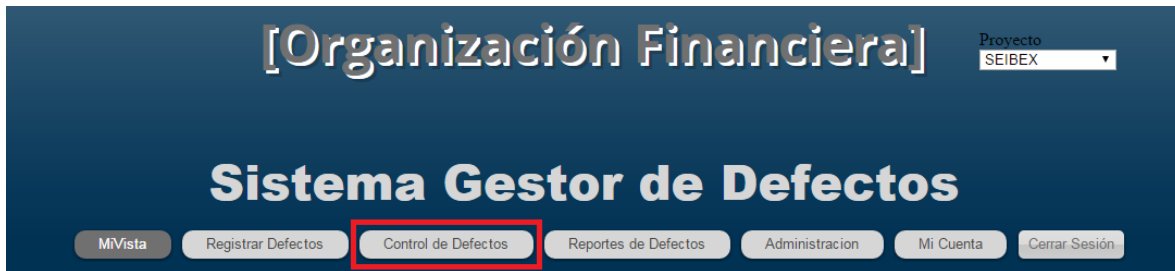 [Organización Financiera]
Proyecto
SEIBEX
Sistema Gestor de Defectos
MiVista Registrar Defectos Control de Defectos Reportes de Defectos Administracion Mi Cuenta Cerrar Sesión